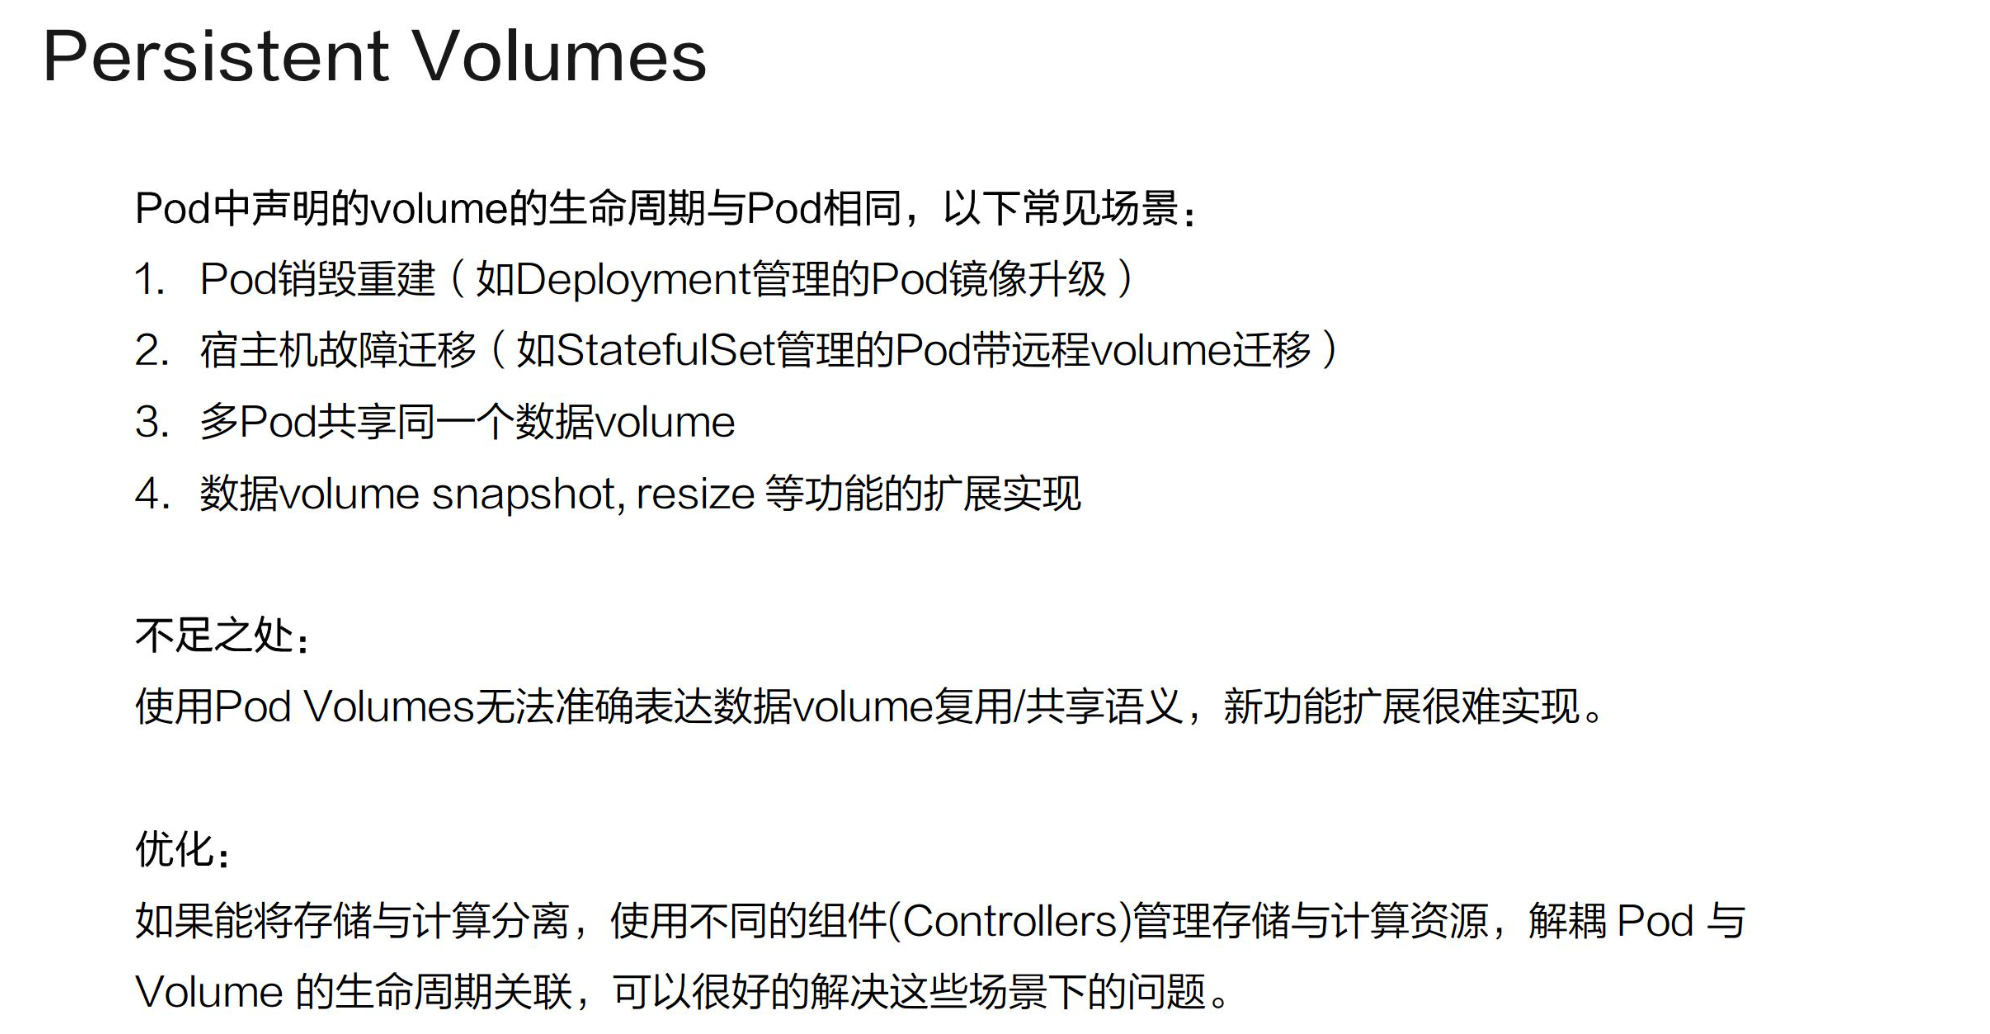 Persistent Volumes
Pod中声明的volume的生命周期与Pod相同，以下常见场景：
1. Pod销毁重建（如Deployment管理的Pod镜像升级）
2. 宿主机故障迁移（如StatefulSet管理的Pod带远程volume迁移）
3. 多Pod共享同一个数据volume
4. 数据volume snapshot, resize 等功能的扩展实现
不足之处：
使用Pod Volumes无法准确表达数据volume复用/共享语义，新功能扩展很难实现。
优化：
如果能将存储与计算分离，使用不同的组件(Controllers)管理存储与计算资源，解耦 Pod 与
Volume 的生命周期关联，可以很好的解决这些场景下的问题。